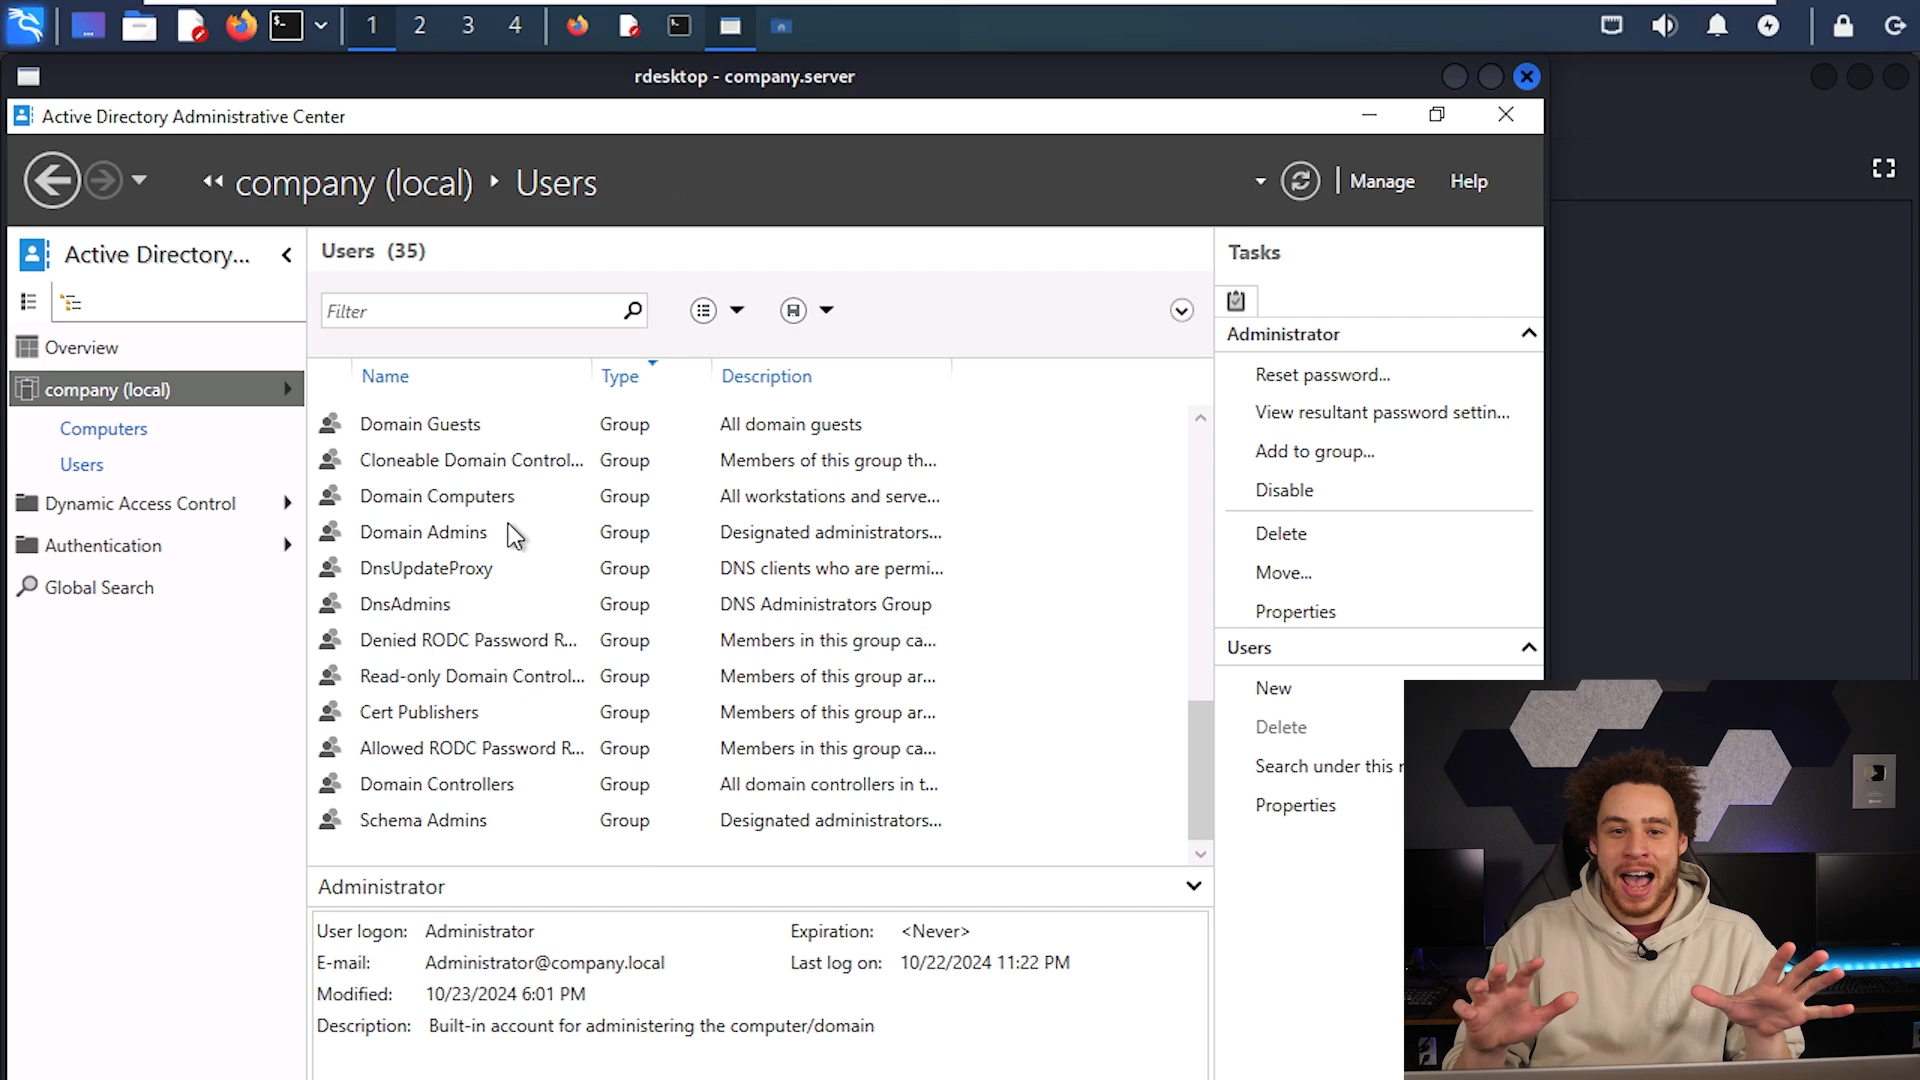 1 2 3 4
rdesktop - company.server
Active Directory Administrative Center
company (local) Users
Manage Help
Active Directory...
Overview
company (local)
Computers
Users
Dynamic Access Control
Authentication
Global Search
Users (35)
Filter
Name Type Description
Domain Guests Group All domain guests
Cloneable Domain Control... Group Members of this group th...
Domain Computers Group All workstations and serve...
Domain Admins Group Designated administrators...
DnsUpdateProxy Group DNS clients who are permi...
DnsAdmins Group DNS Administrators Group
Denied RODC Password R... Group Members in this group ca...
Read-only Domain Control... Group Members of this group ar...
Cert Publishers Group Members of this group ar...
Allowed RODC Password R... Group Members in this group ca...
Domain Controllers Group All domain controllers in t...
Schema Admins Group Designated administrators...
Administrator
User logon: Administrator Expiration: <Never>
E-mail: Administrator@company.local Last log on: 10/22/2024 11:22 PM
Modified: 10/23/2024 6:01 PM
Description: Built-in account for administering the computer/domain
Tasks
Administrator
Reset password...
View resultant password settin...
Add to group...
Disable
Delete
Move...
Properties
Users
New
Delete
Search under this
Properties